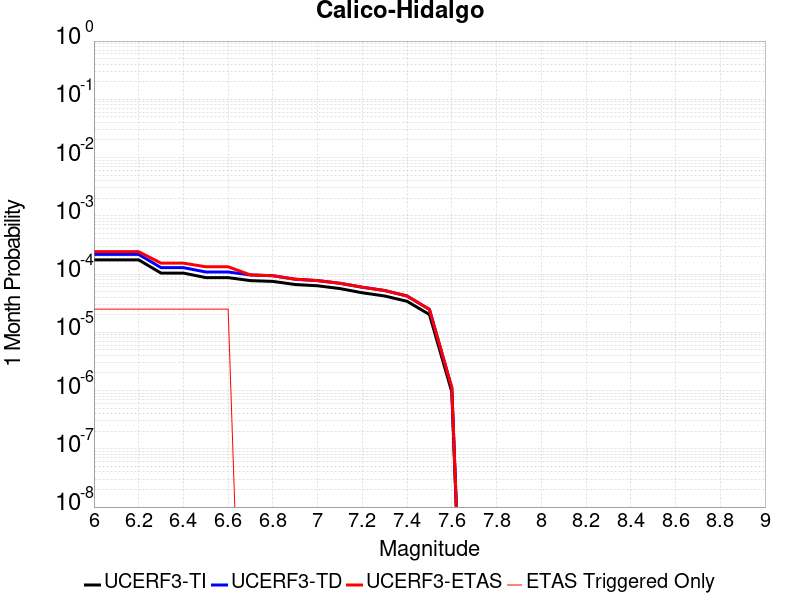 Calico-Hidalgo
10^0
10^-1
10^-2
10^-3
10^-4
10^-5
10^-6
10^-7
10^-8
1 Month Probability
6 6.2 6.4 6.6 6.8 7 7.2 7.4 7.6 7.8 8 8.2 8.4 8.6 8.8 9
Magnitude
UCERF3-TI UCERF3-TD UCERF3-ETAS ETAS Triggered Only